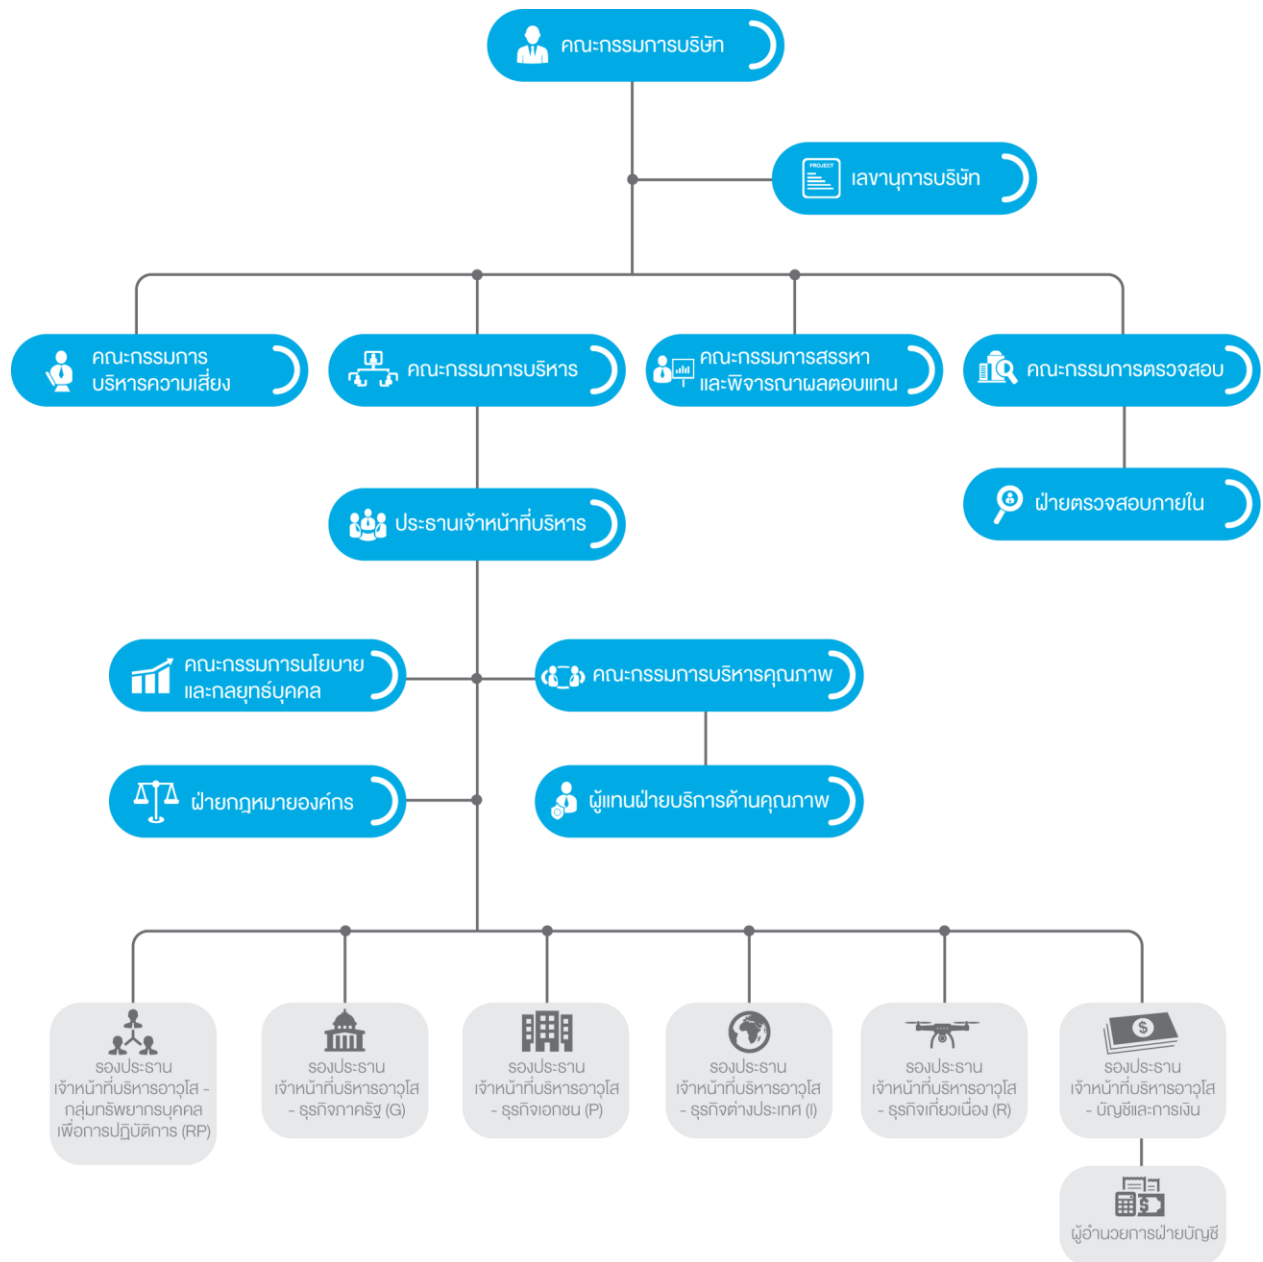 คณะกรรมการบริษัท
PROJECT
เลขานุการบริษัท
คณะกรรมการ
บริหารความเสี่ยง
คณะกรรมการบริหาร
คณะกรรมการสรรหา
และพิจารณาผลตอบแทน
คณะกรรมการตรวจสอบ
ประธานเจ้าหน้าที่บริหาร
ฝ่ายตรวจสอบภายใน
คณะกรรมการนโยบาย
และกลยุทธ์บุคคล
คณะกรรมการบริหารคุณภาพ
ฝ่ายกฎหมายองค์กร
ผู้แทนฝ่ายบริการด้านคุณภาพ
รองประธาน
เจ้าหน้าที่บริหารอาวุโส -
กลุ่มทรัพยากรบุคคล
เพื่อการปฏิบัติการ (RP)
รองประธาน
เจ้าหน้าที่บริหารอาวุโส
- ธุรกิจภาครัฐ (G)
รองประธาน
เจ้าหน้าที่บริหารอาวุโส
- ธุรกิจเอกชน (P)
รองประธาน
เจ้าหน้าที่บริหารอาวุโส
- ธุรกิจต่างประเทศ (I)
รองประธาน
เจ้าหน้าที่บริหารอาวุโส
- ธุรกิจเกี่ยวเนื่อง (R)
$
รองประธาน
เจ้าหน้าที่บริหารอาวุโส
- บัญชีและการเงิน
$
ผู้อำนวยการฝ่ายบัญชี